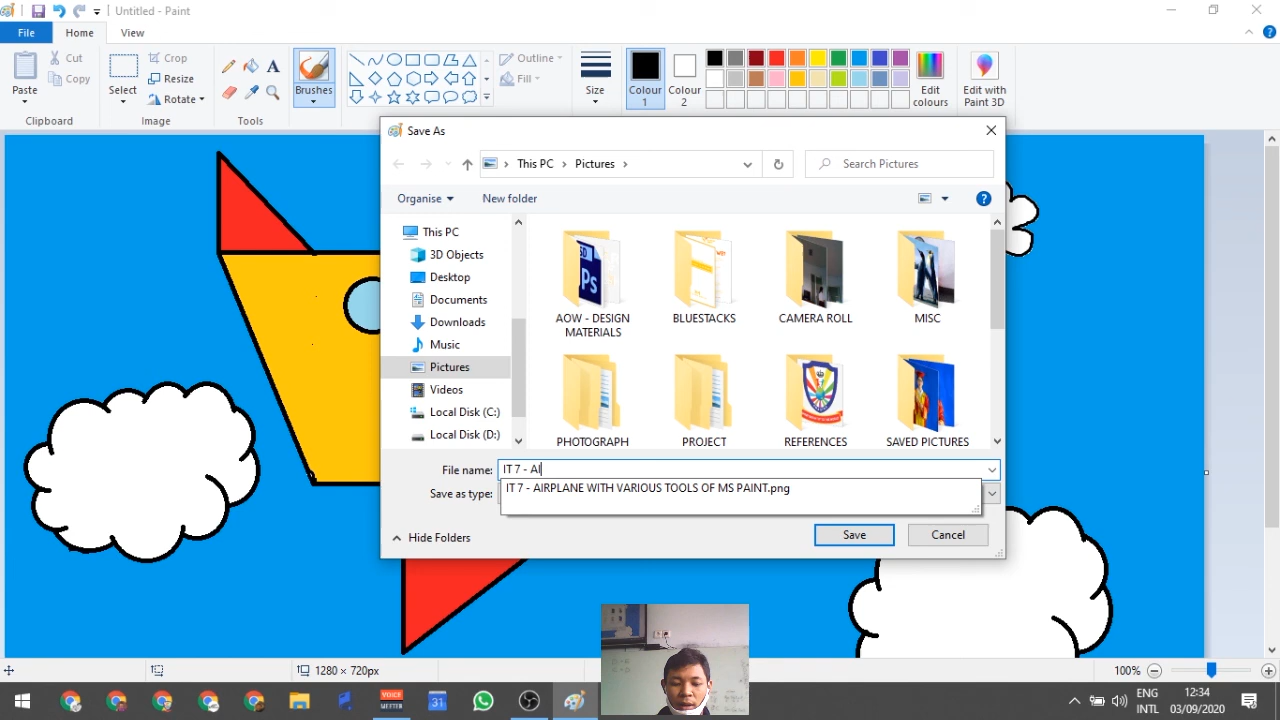 Untitled - Paint
File
Home
View
Paste
Cut
Copy
Clipboard
Select
Crop
Resize
Rotate
Image
A
Tools
Brushes
Outline
Fill
Size
Colour
1
Colour
2
Edit
colours
Edit with
Paint 3D
Save As
This PC
Pictures
Search Pictures
Organise
New folder
This PC
3D Objects
Desktop
Documents
Downloads
Music
Pictures
Videos
Local Disk (C:)
Local Disk (D:)
AOW - DESIGN
MATERIALS
BLUESTACKS
CAMERA ROLL
MISC
PHOTOGRAPH
PROJECT
REFERENCES
SAVED PICTURES
File name:
IT 7 - AI
Save as type:
IT 7 - AIRPLANE WITH VARIOUS TOOLS OF MS PAINT.png
Hide Folders
Save
Cancel
1280 × 720px
100%
VOICE
MEETER
31
ENG
INTL
12:34
03/09/2020